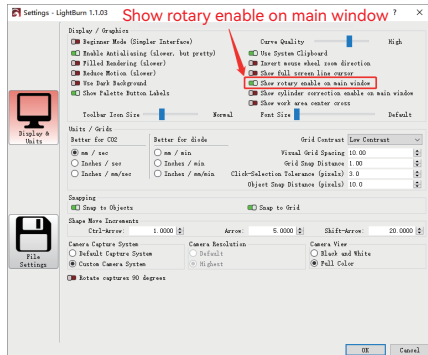 Settings - LightBurn 1.1.03
Show rotary enable on main window
? ×
Display / Graphics
Beginner Mode (Simpler Interface)
Curve Quality High
Enable Antialiasing (slower, but pretty)
Use System Clipboard
Filled Rendering (slower)
Invert mouse wheel zoom direction
Reduce Motion (slower)
Show full screen line cursor
Use Dark Background
Show rotary enable on main window
Show Palette Button Labels
Show cylinder correction enable on main window
Show work area center cross
Toolbar Icon Size Normal
Font Size Default
Display & Units
Units / Grids
Better for CO2
Better for diode
Grid Contrast Low Contrast
mm / sec
mm / min
Visual Grid Spacing 10.00
Inches / sec
Inches / min
Grid Snap Distance 1.00
Inches / mm/sec
Inches / mm/min
Click-Selection Tolerance (pixels) 3.0
Object Snap Distance (pixels) 10.0
Snapping
Snap to Objects
Snap to Grid
Shape Move Increments
Ctrl-Arrow: 1.0000
Arrow: 5.0000
Shift-Arrow: 20.0000
File Settings
Camera Capture System
Camera Resolution
Camera View
Default Capture System
Default
Black and White
Custom Camera System
Highest
Full Color
Rotate captures 90 degrees
OK
Cancel